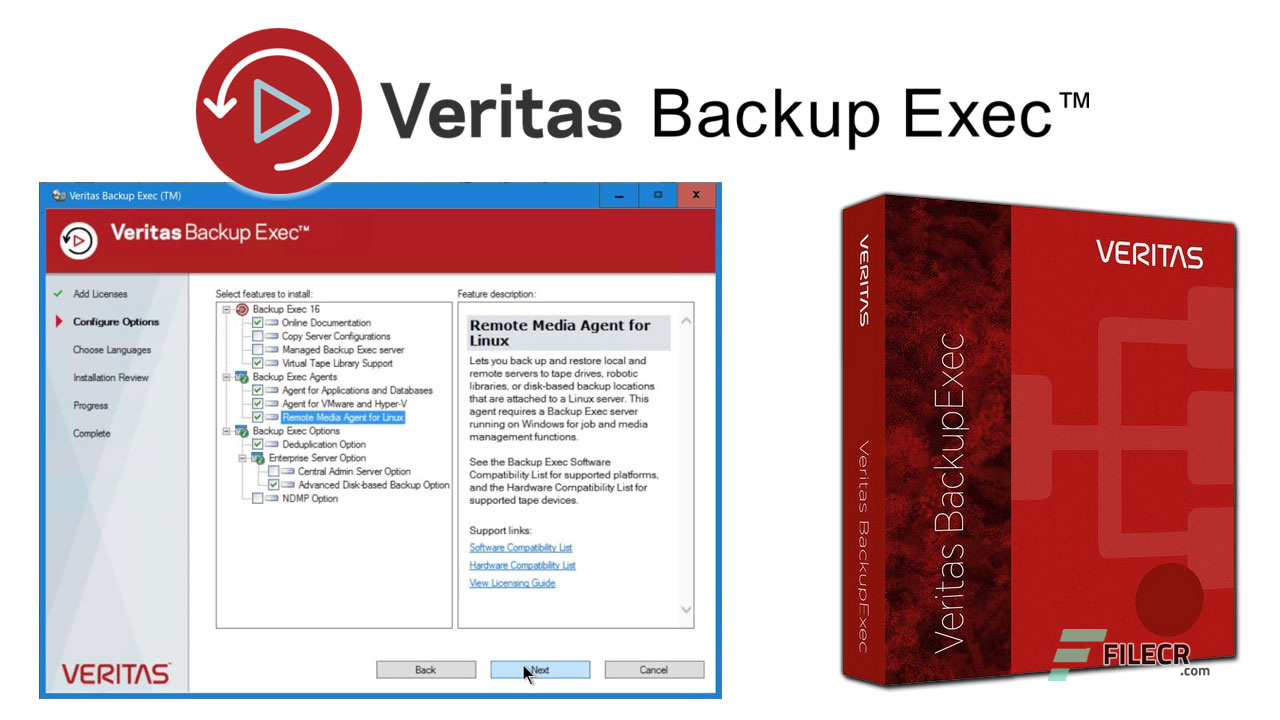 Veritas Backup Exec™
Veritas Backup Exec (TM)
Veritas Backup Exec™
Add Licenses
Configure Options
Choose Languages
Installation Review
Progress
Complete
VERITAS™
Select features to install:
Backup Exec 16
Online Documentation
Copy Server Configurations
Managed Backup Exec server
Virtual Tape Library Support
Backup Exec Agents
Agent for Applications and Databases
Agent for VMware and Hyper-V
Remote Media Agent for Linux
Backup Exec Options
Deduplication Option
Enterprise Server Option
Central Admin Server Option
Advanced Disk-based Backup Option
NDMP Option
Feature description:
Remote Media Agent for
Linux
Lets you back up and restore local and
remote servers to tape drives, robotic
libraries, or disk-based backup locations
that are attached to a Linux server. This
agent requires a Backup Exec server
running on Windows for job and media
management functions.
See the Backup Exec Software
Compatibility List for supported platforms,
and the Hardware Compatibility List for
supported tape devices.
Support links:
Software Compatibility List
Hardware Compatibility List
View Licensing Guide
Back
Next
Cancel
VERITAS
Veritas BackupExec
VERITAS
Veritas BackupExec
FILECR
.com